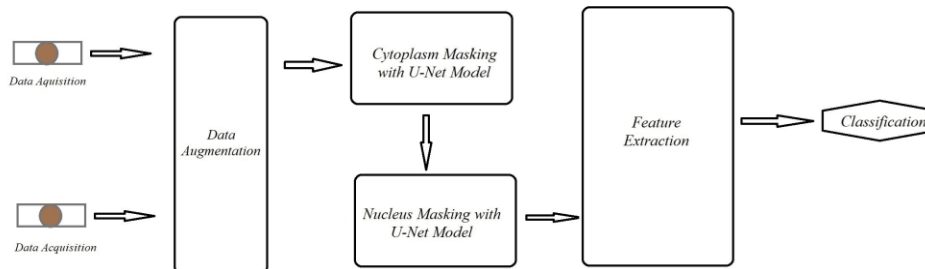 Data Aquisition
Data Acquisition
Data
Augmentation
Cytoplasm Masking
with U-Net Model
Nucleus Masking with
U-Net Model
Feature
Extraction
Classification